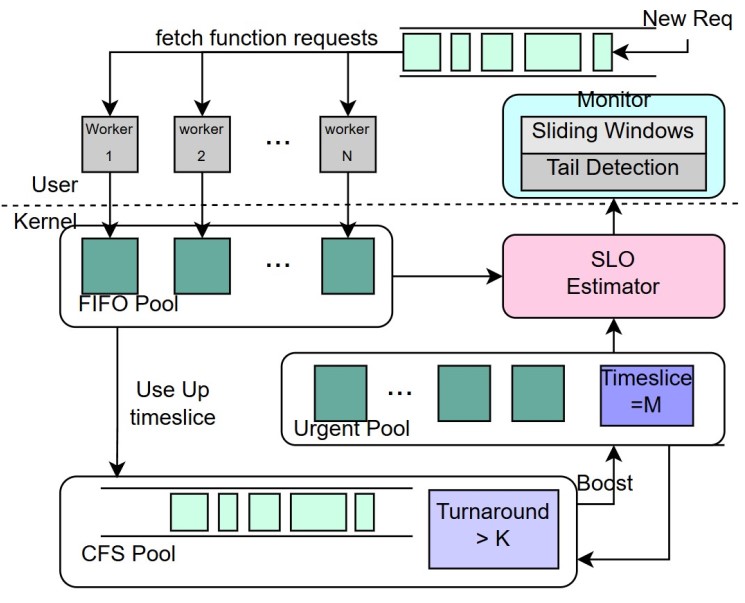 New Req
fetch function requests
Monitor
Sliding Windows
Tail Detection
Worker
1
worker
2
...
worker
N
User
Kernel
...
FIFO Pool
SLO
Estimator
Use Up
timeslice
...
Timeslice
=M
Urgent Pool
Boost
Turnaround
> K
CFS Pool